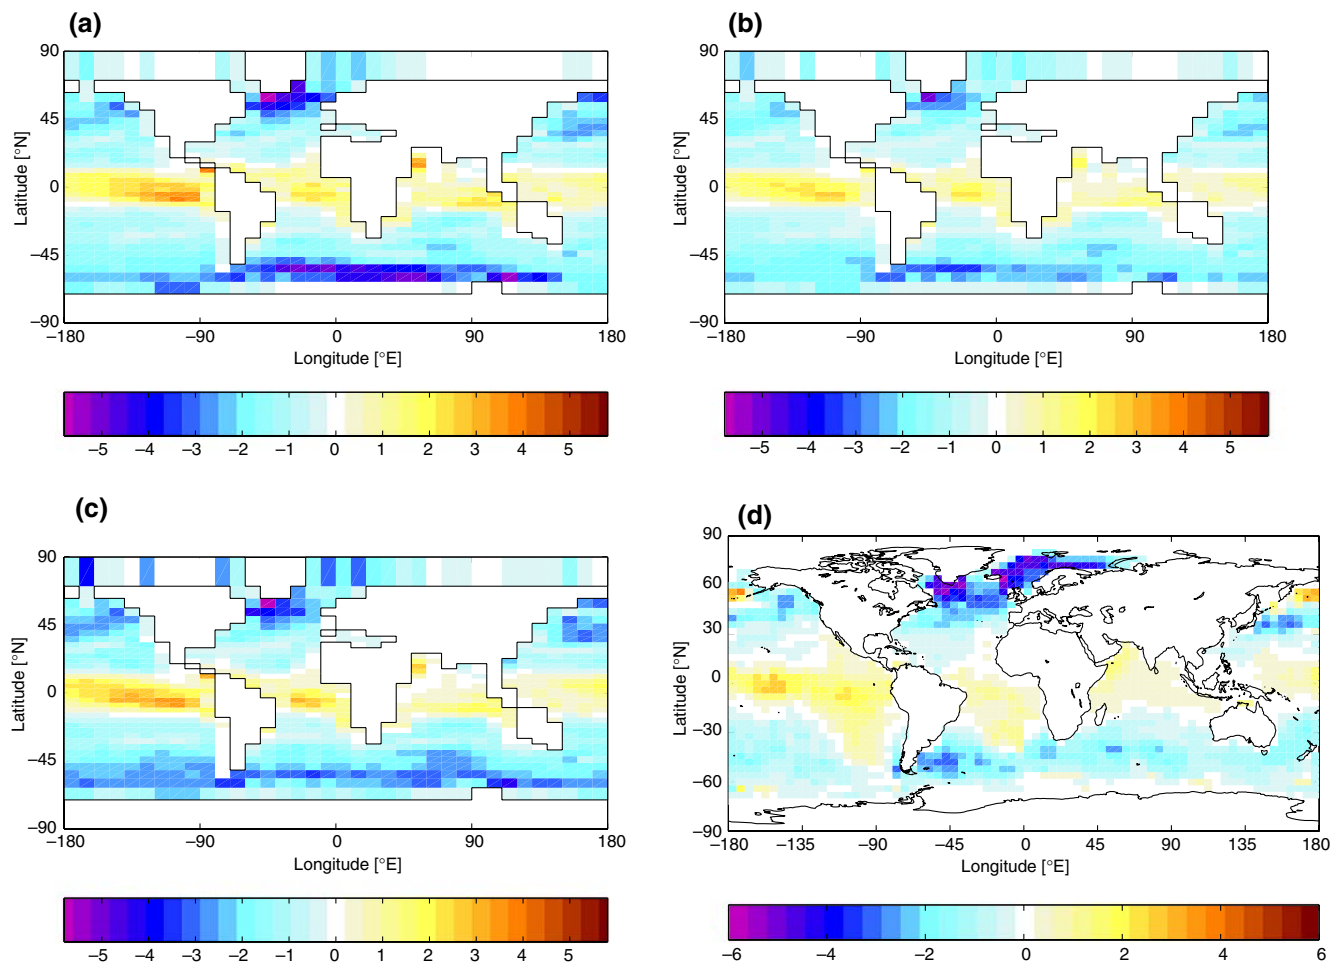 (a)
90
45
0
−45
−90
Latitude [°N]
−180 −90 0 90 180
Longitude [°E]
−5 −4 −3 −2 −1 0 1 2 3 4 5
(b)
90
45
0
−45
−90
Latitude [°N]
−180 −90 0 90 180
Longitude [°E]
−5 −4 −3 −2 −1 0 1 2 3 4 5
(c)
90
45
0
−45
−90
Latitude [°N]
−180 −90 0 90 180
Longitude [°E]
−5 −4 −3 −2 −1 0 1 2 3 4 5
(d)
90
60
30
0
−30
−60
−90
Latitude [°N]
−180 −135 −90 −45 0 45 90 135 180
Longitude [°E]
−6 −4 −2 0 2 4 6